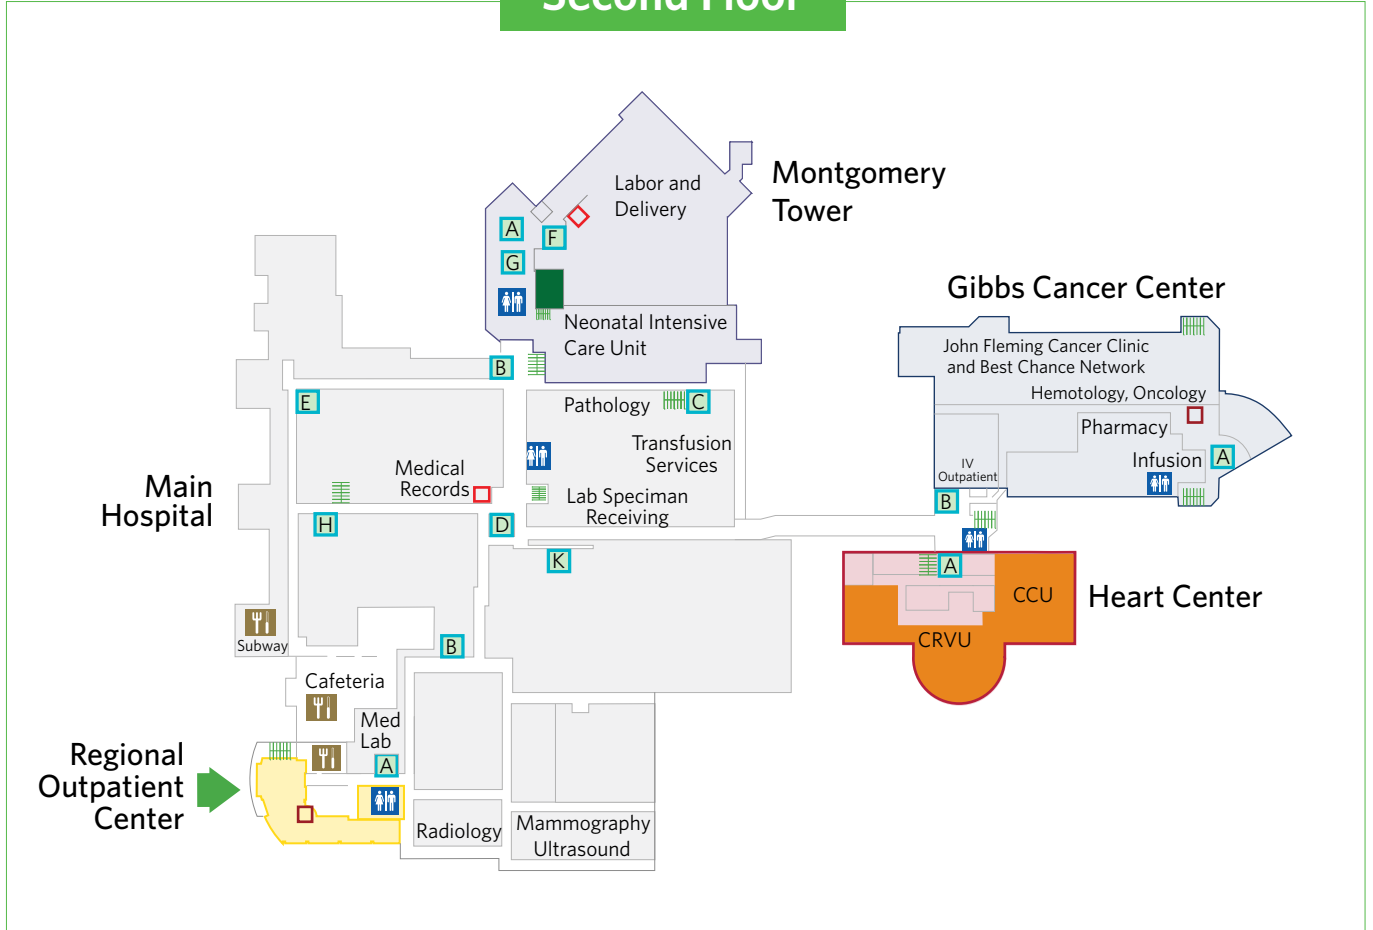 Second Floor
Montgomery
Tower
Labor and
Delivery
A
F
G
Neonatal Intensive
Care Unit
B
Gibbs Cancer Center
John Fleming Cancer Clinic
and Best Chance Network
Hemotology, Oncology
Pharmacy
Infusion
A
IV
Outpatient
B
E
Pathology
C
Transfusion
Services
Medical
Records
Lab Speciman
Receiving
Main
Hospital
H
D
K
A
CCU
CRVU
Heart Center
Subway
B
Cafeteria
Med
Lab
A
Regional
Outpatient
Center
Radiology
Mammography
Ultrasound